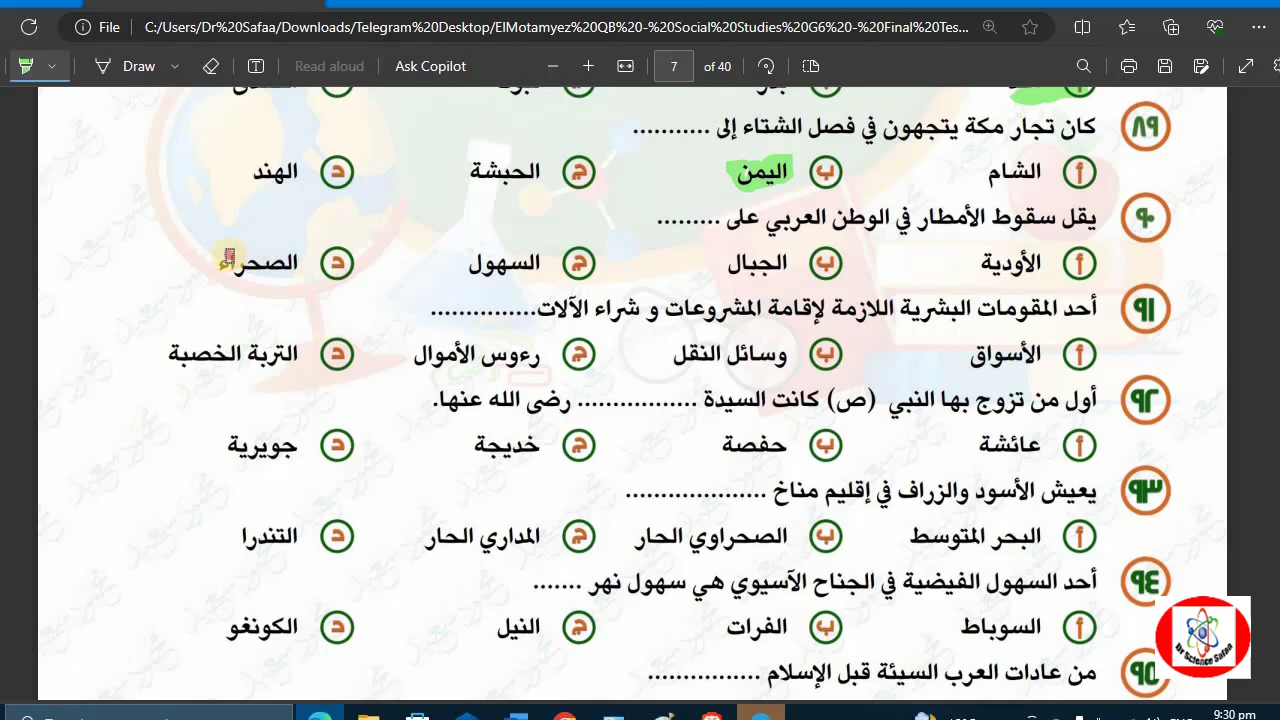 File C:/Users/Dr%20Safaa/Downloads/Telegram%20Desktop/ElMotamyez%20QB%20-%20Social%20Studies%20G6%20-%20Final%20Tes...
Draw Read aloud Ask Copilot 7 of 40
٨٩ كان تجار مكة يتجهون في فصل الشتاء إلى ...........
أ الشام ب اليمن ج الحبشة د الهند
٩٠ يقل سقوط الأمطار في الوطن العربي على .........
أ الأودية ب الجبال ج السهول د الصحراء
٩١ أحد المقومات البشرية اللازمة لإقامة المشروعات و شراء الآلات...............
أ الأسواق ب وسائل النقل ج رءوس الأموال د التربة الخصبة
٩٢ أول من تزوج بها النبي (ص) كانت السيدة ................. رضى الله عنها.
أ عائشة ب حفصة ج خديجة د جويرية
٩٣ يعيش الأسود والزراف في إقليم مناخ ....................
أ البحر المتوسط ب الصحراوي الحار ج المداري الحار د التندرا
٩٤ أحد السهول الفيضية في الجناح الآسيوي هي سهول نهر .......
أ السوباط ب الفرات ج النيل د الكونغو
٩٥ من عادات العرب السيئة قبل الإسلام ................
Dr Science Safaa
9:30 pm